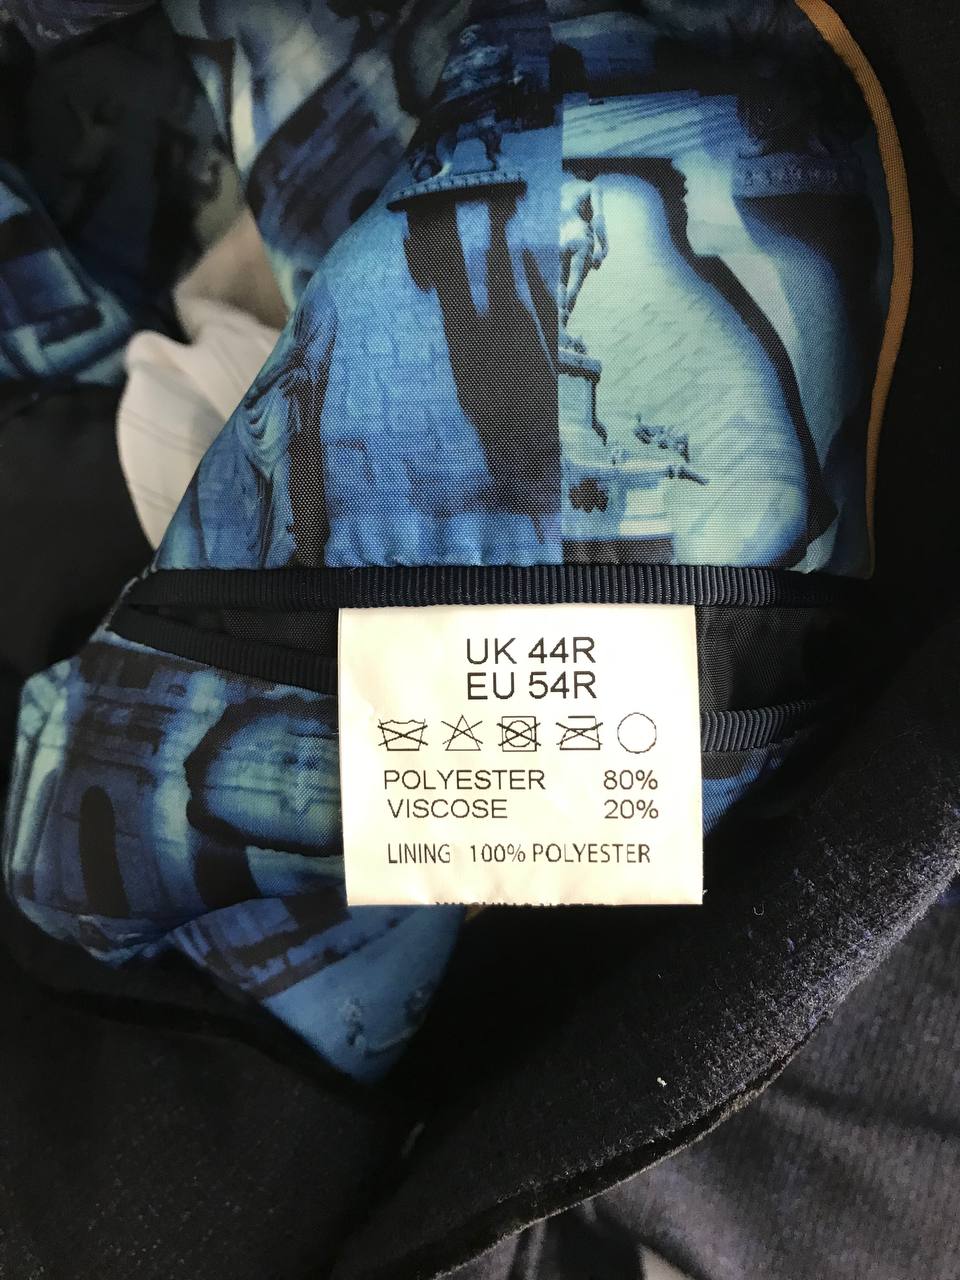 UK 44R
EU 54R
POLYESTER 80%
VISCOSE 20%
LINING 100% POLYESTER